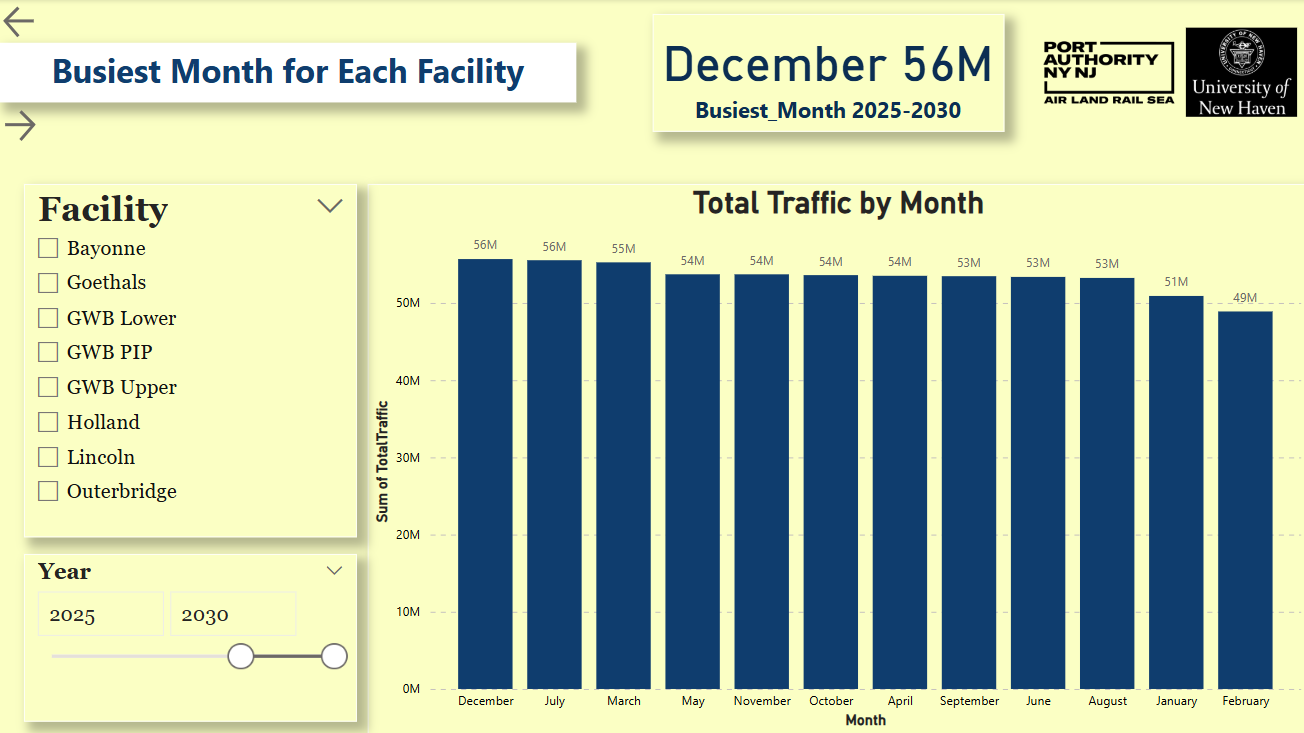 Busiest Month for Each Facility
December 56M
Busiest_Month 2025-2030
PORT
AUTHORITY
NY NJ
AIR LAND RAIL SEA
University of
New Haven
Facility
Bayonne
Goethals
GWB Lower
GWB PIP
GWB Upper
Holland
Lincoln
Outerbridge
Year
2025 2030
Total Traffic by Month
56M 56M 55M 54M 54M 54M 54M 53M 53M 53M 51M 49M
Sum of TotalTraffic
50M
40M
30M
20M
10M
0M
December July March May November October April September June August January February
Month